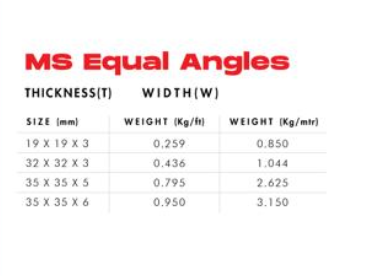 MS Equal Angles
THICKNESS(T) WIDTH(W)
SIZE (mm) WEIGHT (Kg/ft) WEIGHT (Kg/mtr)
19 X 19 X 3 0.259 0.850
32 X 32 X 3 0.436 1.044
35 X 35 X 5 0.795 2.625
35 X 35 X 6 0.950 3.150